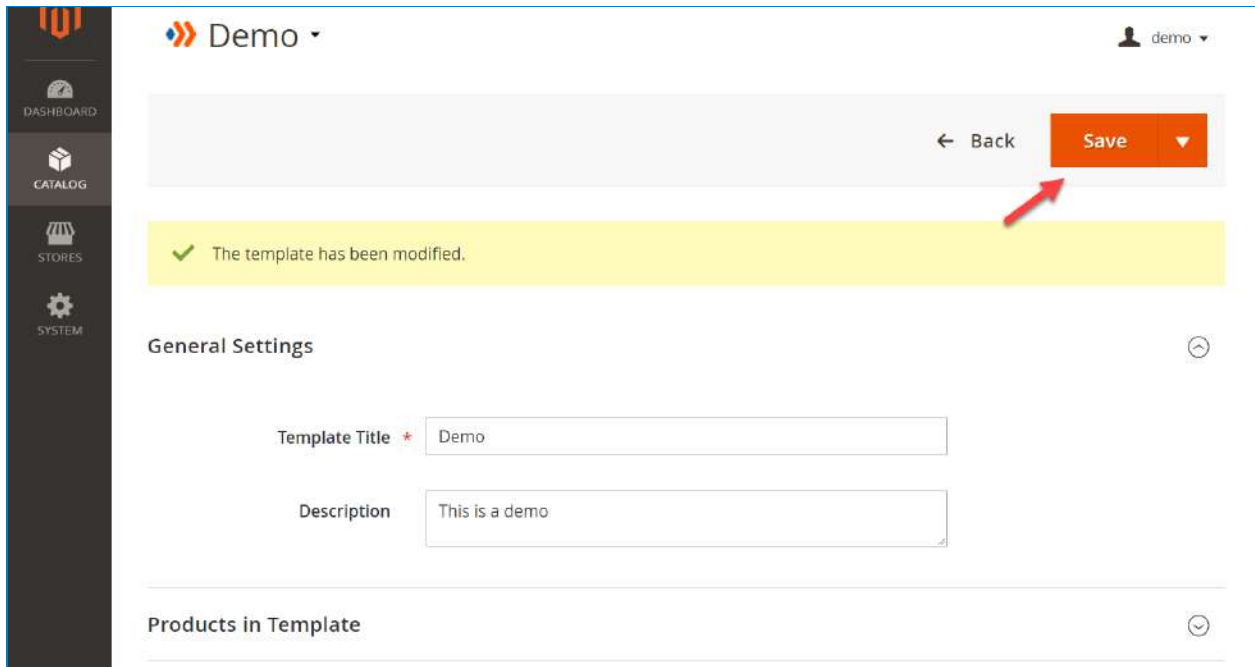 Demo
demo
DASHBOARD
← Back
Save
CATALOG
The template has been modified.
STORES
SYSTEM
General Settings
Template Title *
Demo
Description
This is a demo
Products in Template